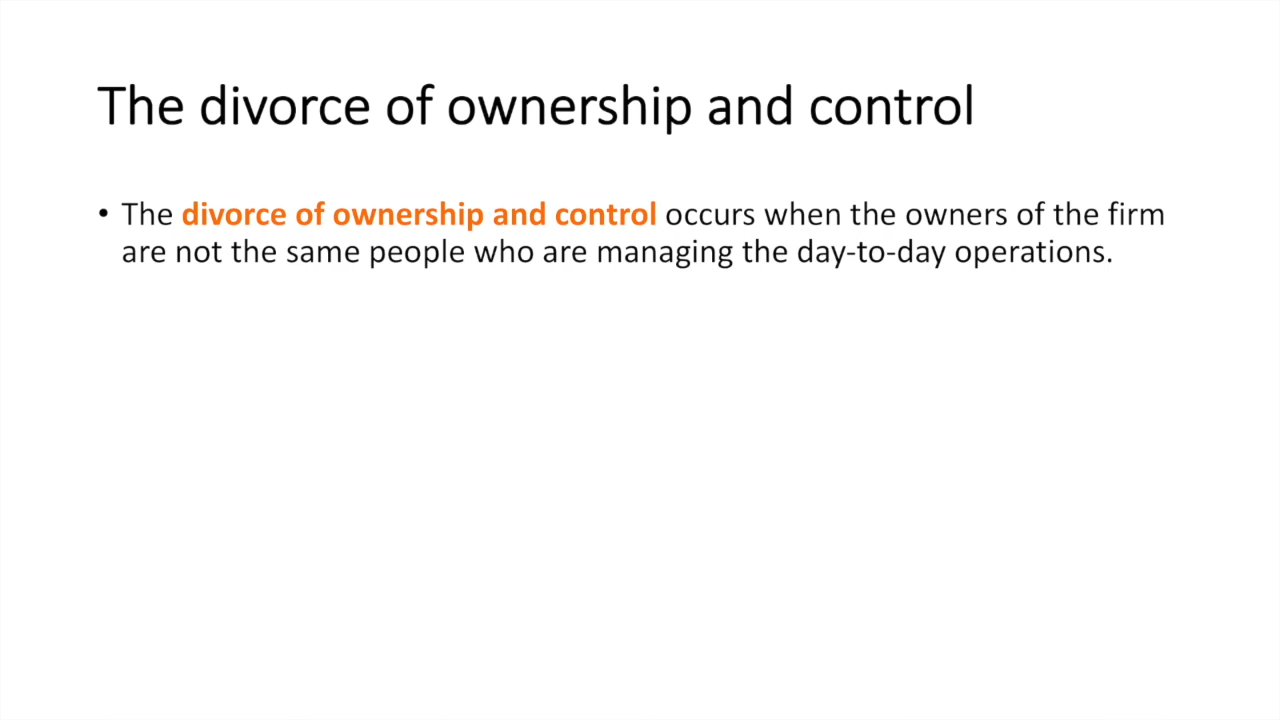 The divorce of ownership and control
• The divorce of ownership and control occurs when the owners of the firm
are not the same people who are managing the day-to-day operations.